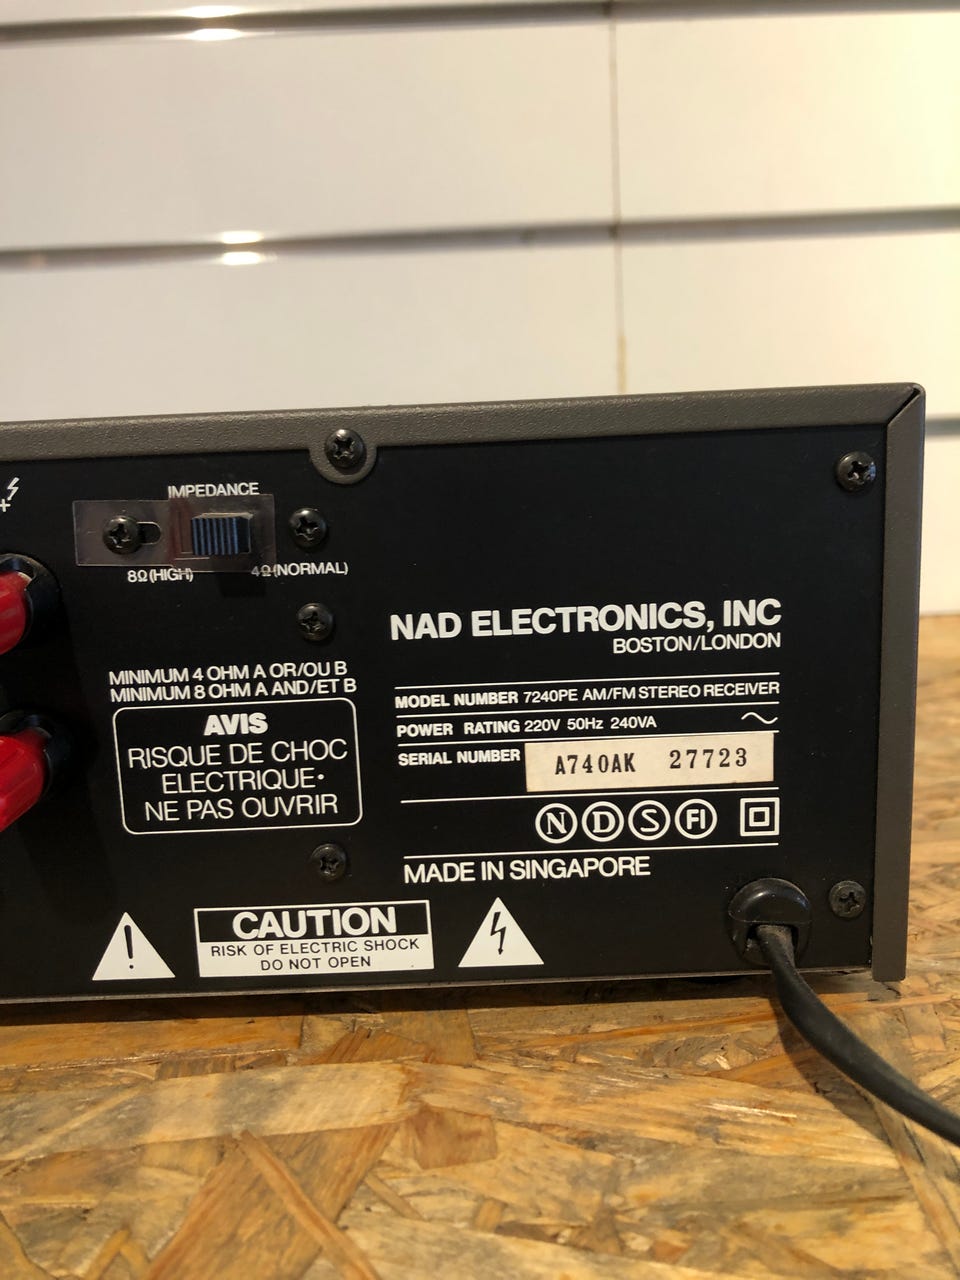 IMPEDANCE
8Ω(HIGH) 4Ω(NORMAL)
MINIMUM 4 OHM A OR/OU B
MINIMUM 8 OHM A AND/ET B
AVIS
RISQUE DE CHOC
ELECTRIQUE·
NE PAS OUVRIR
NAD ELECTRONICS, INC
BOSTON/LONDON
MODEL NUMBER 7240PE AM/FM STEREO RECEIVER
POWER RATING 220V 50Hz 240VA ~
SERIAL NUMBER A740AK 27723
N D S FI
MADE IN SINGAPORE
CAUTION
RISK OF ELECTRIC SHOCK
DO NOT OPEN